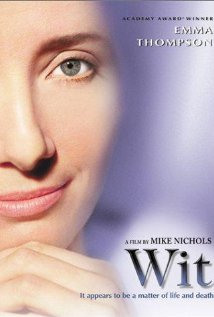 ACADEMY AWARD® WINNER
EMMA
THOMPSON
A FILM BY MIKE NICHOLS
Wit
It appears to be a matter of life and death